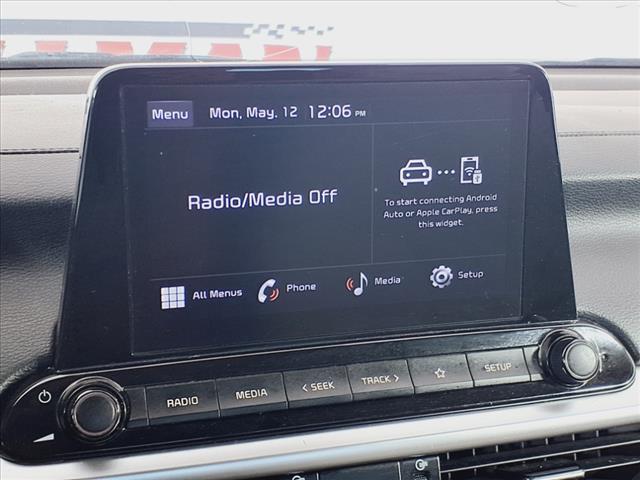 Menu Mon, May. 12 12:06 PM
Radio/Media Off
To start connecting Android
Auto or Apple CarPlay, press
this widget.
All Menus Phone Media Setup
RADIO MEDIA < SEEK TRACK > SETUP